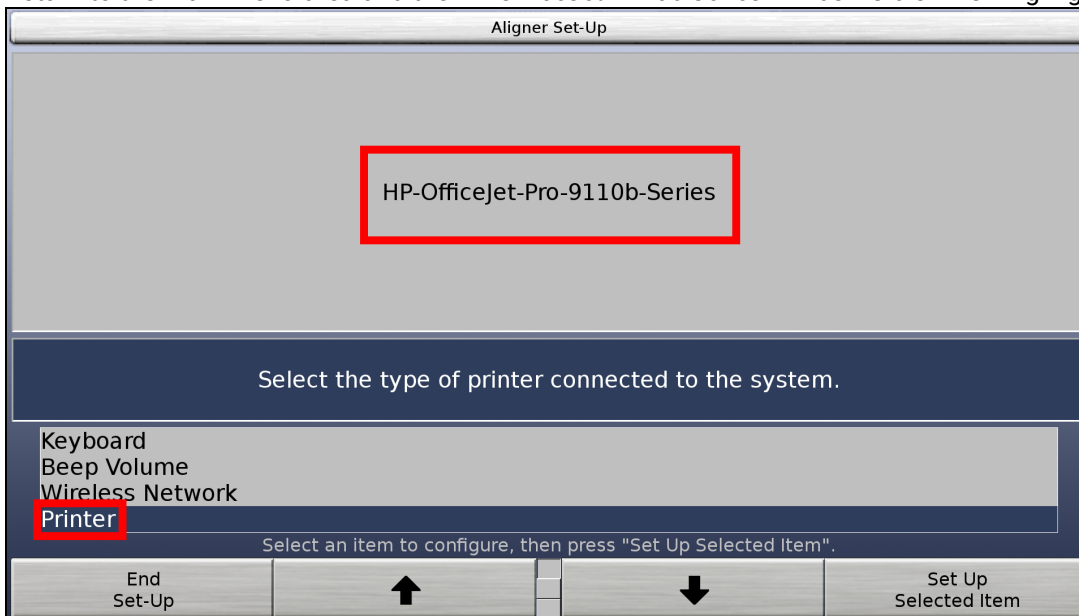 Aligner Set-Up
HP-OfficeJet-Pro-9110b-Series
Select the type of printer connected to the system.
Keyboard
Beep Volume
Wireless Network
Printer
Select an item to configure, then press "Set Up Selected Item".
End
Set-Up
Set Up
Selected Item